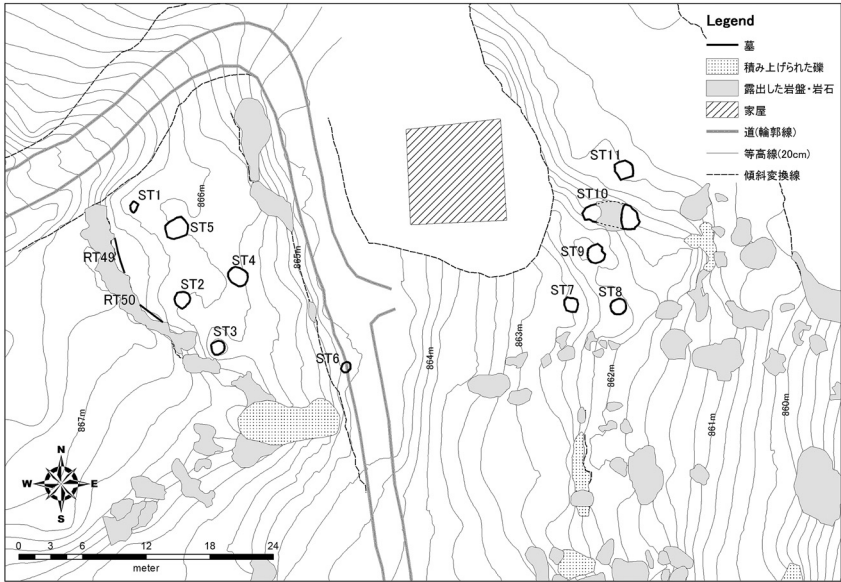 Legend
墓
積み上げられた礫
露出した岩盤・岩石
家屋
道(輪郭線)
等高線(20cm)
傾斜変換線
ST11
ST1
866m
ST10
ST5
RT49
ST4
865m
ST9
ST2
RT50
ST7
ST8
ST3
ST6
863m
864m
862m
867m
861m
860m
N
W
E
S
0 3 6 12 18 24
meter